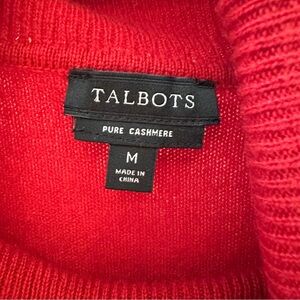 TALBOTS
PURE CASHMERE
M
MADE IN
CHINA